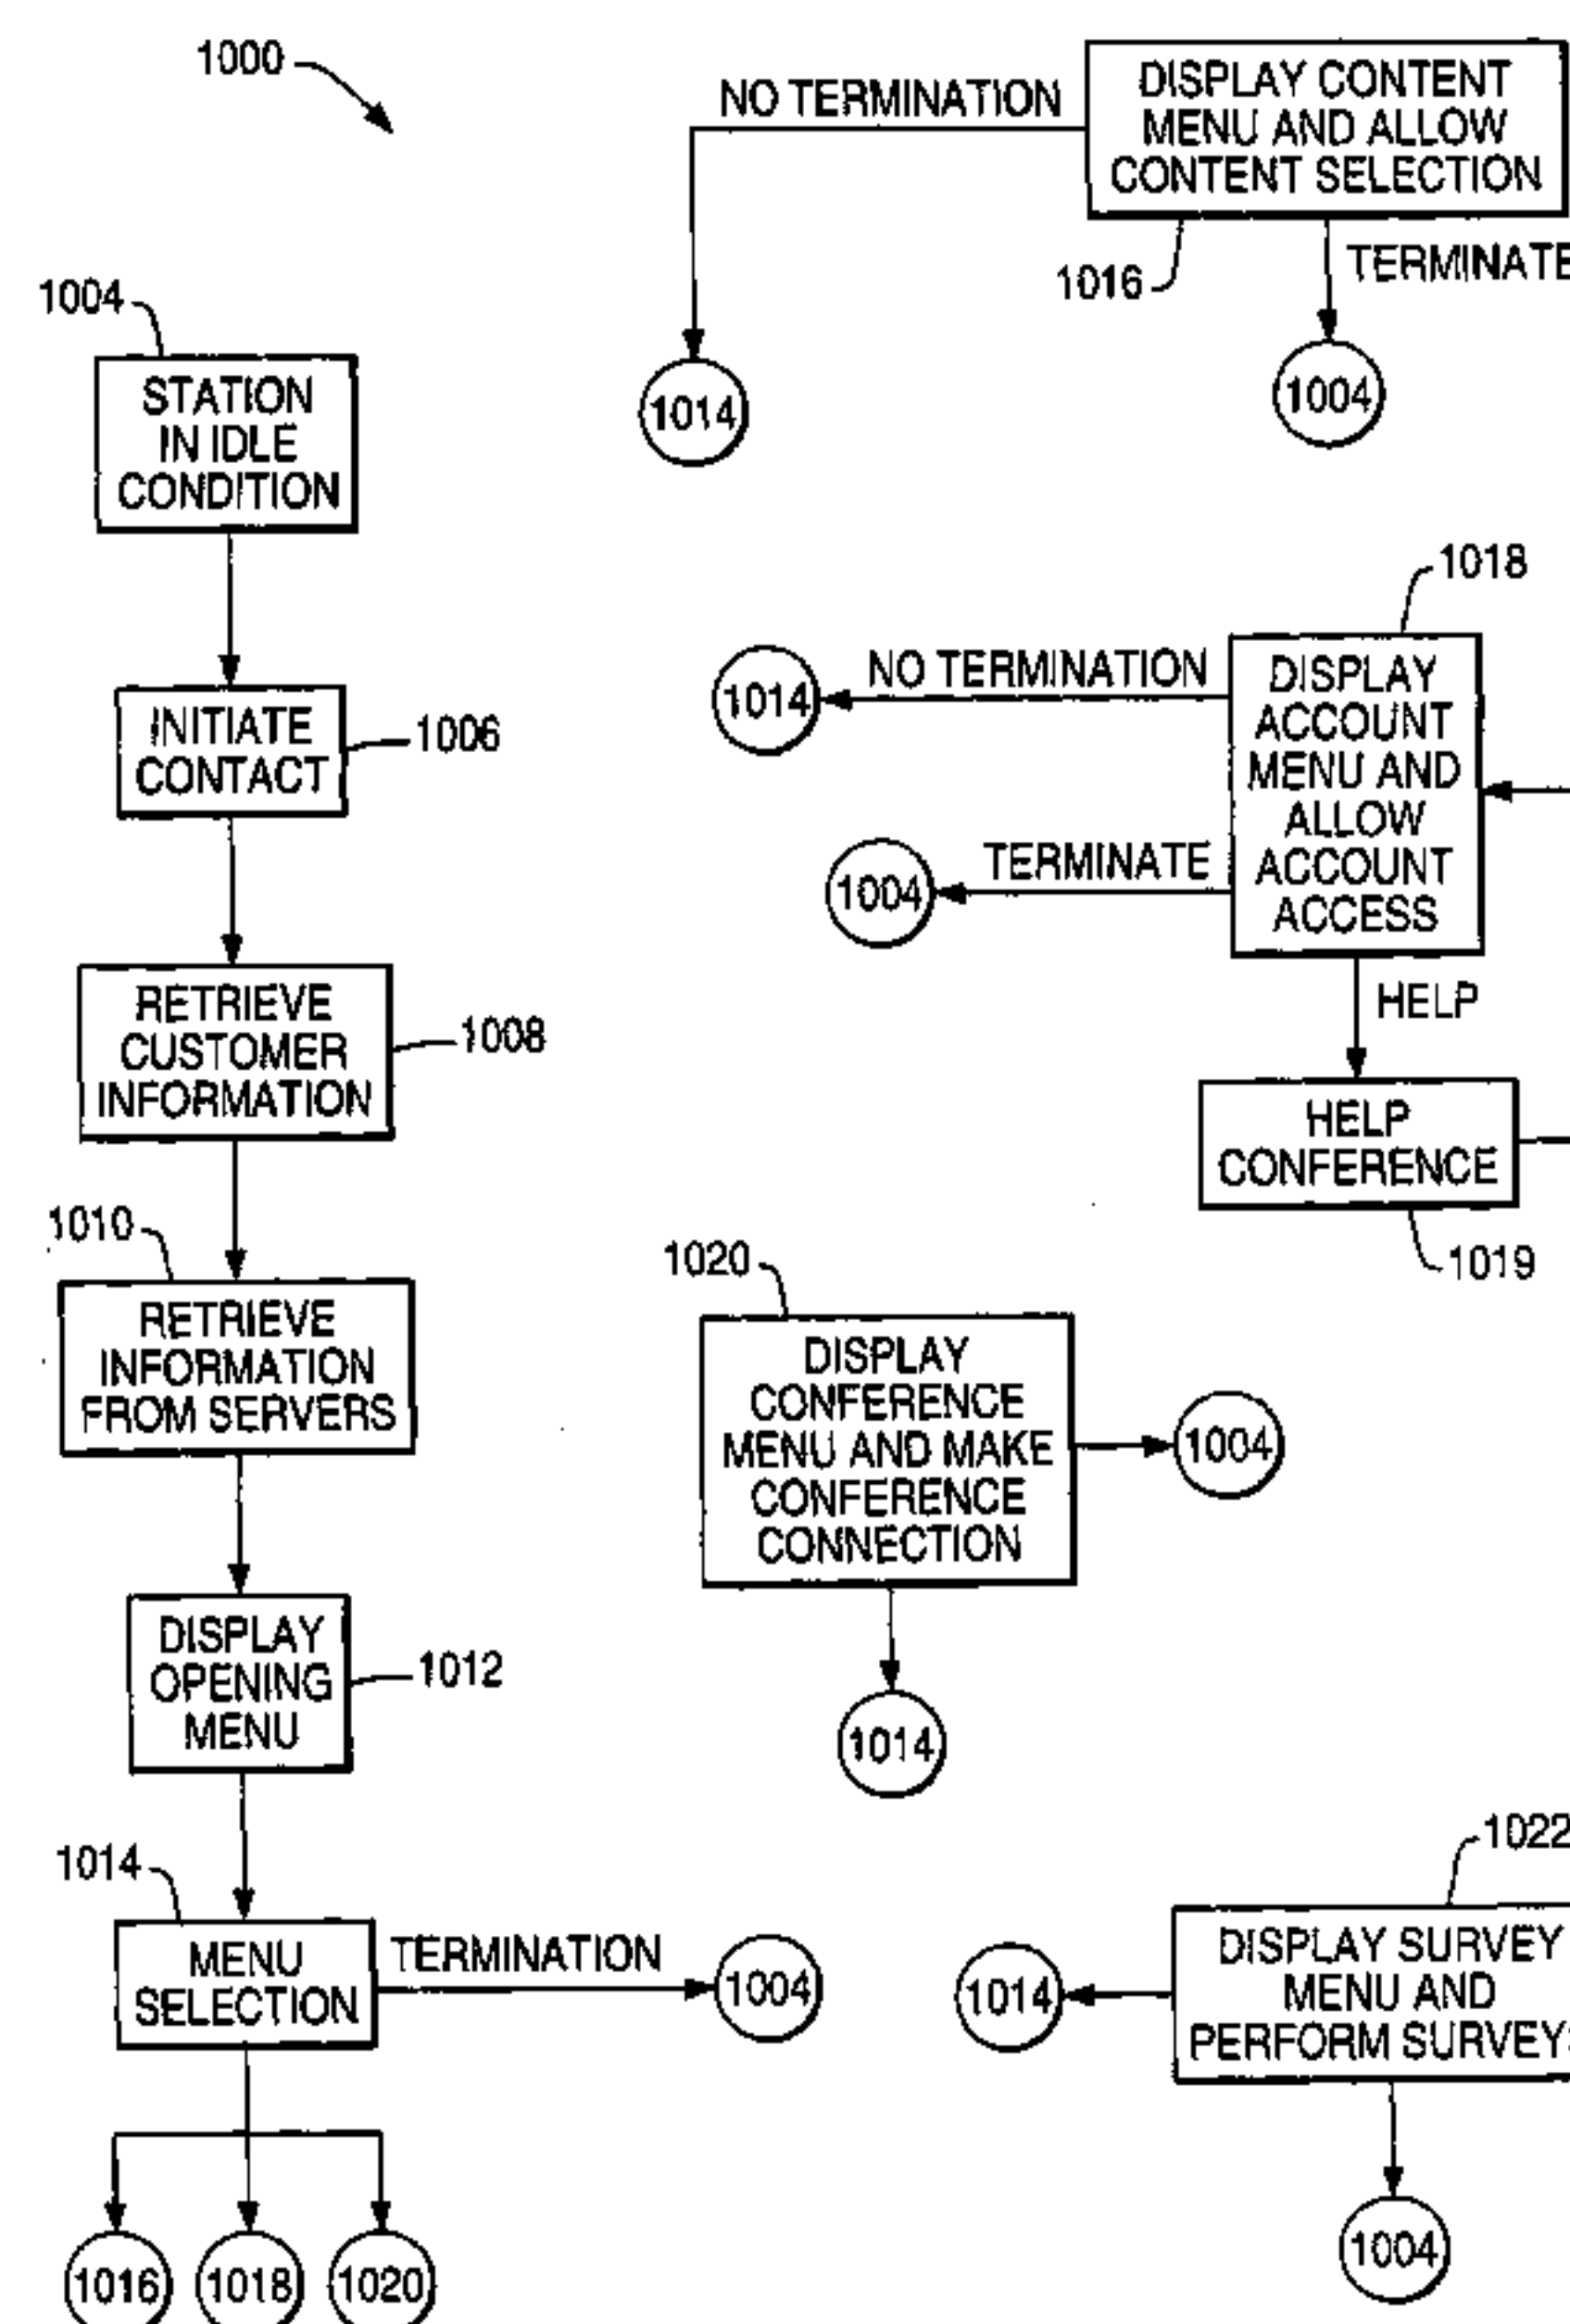 1000
1004
STATION
IN IDLE
CONDITION
INITIATE
CONTACT
1006
RETRIEVE
CUSTOMER
INFORMATION
1008
1010
RETRIEVE
INFORMATION
FROM SERVERS
DISPLAY
OPENING
MENU
1012
1014
MENU
SELECTION
TERMINATION
1004
1016
1018
1020
NO TERMINATION
DISPLAY CONTENT
MENU AND ALLOW
CONTENT SELECTION
1016
TERMINATE
1014
1004
1018
NO TERMINATION
1014
DISPLAY
ACCOUNT
MENU AND
ALLOW
ACCOUNT
ACCESS
TERMINATE
1004
HELP
HELP
CONFERENCE
1019
1020
DISPLAY
CONFERENCE
MENU AND MAKE
CONFERENCE
CONNECTION
1004
1014
1022
DISPLAY SURVEY
MENU AND
PERFORM SURVEYS
1014
1004